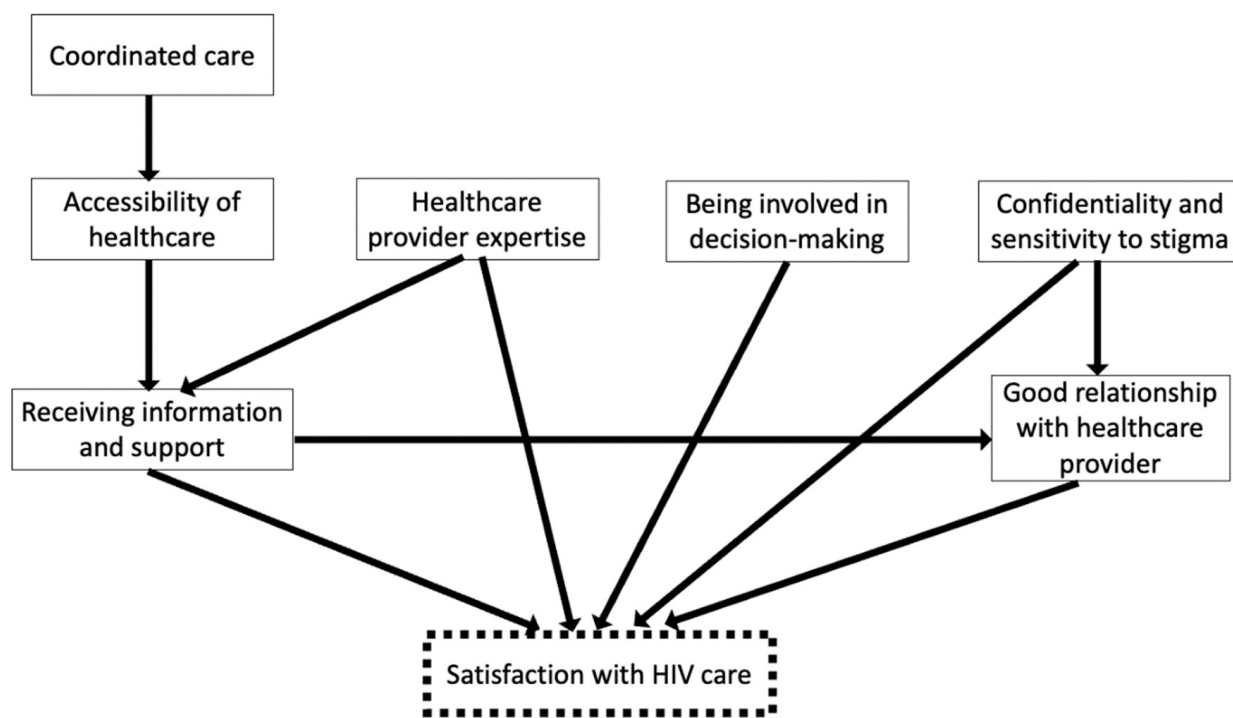 Coordinated care
Accessibility of
healthcare
Healthcare
provider expertise
Being involved in
decision-making
Confidentiality and
sensitivity to stigma
Receiving information
and support
Good relationship
with healthcare
provider
Satisfaction with HIV care